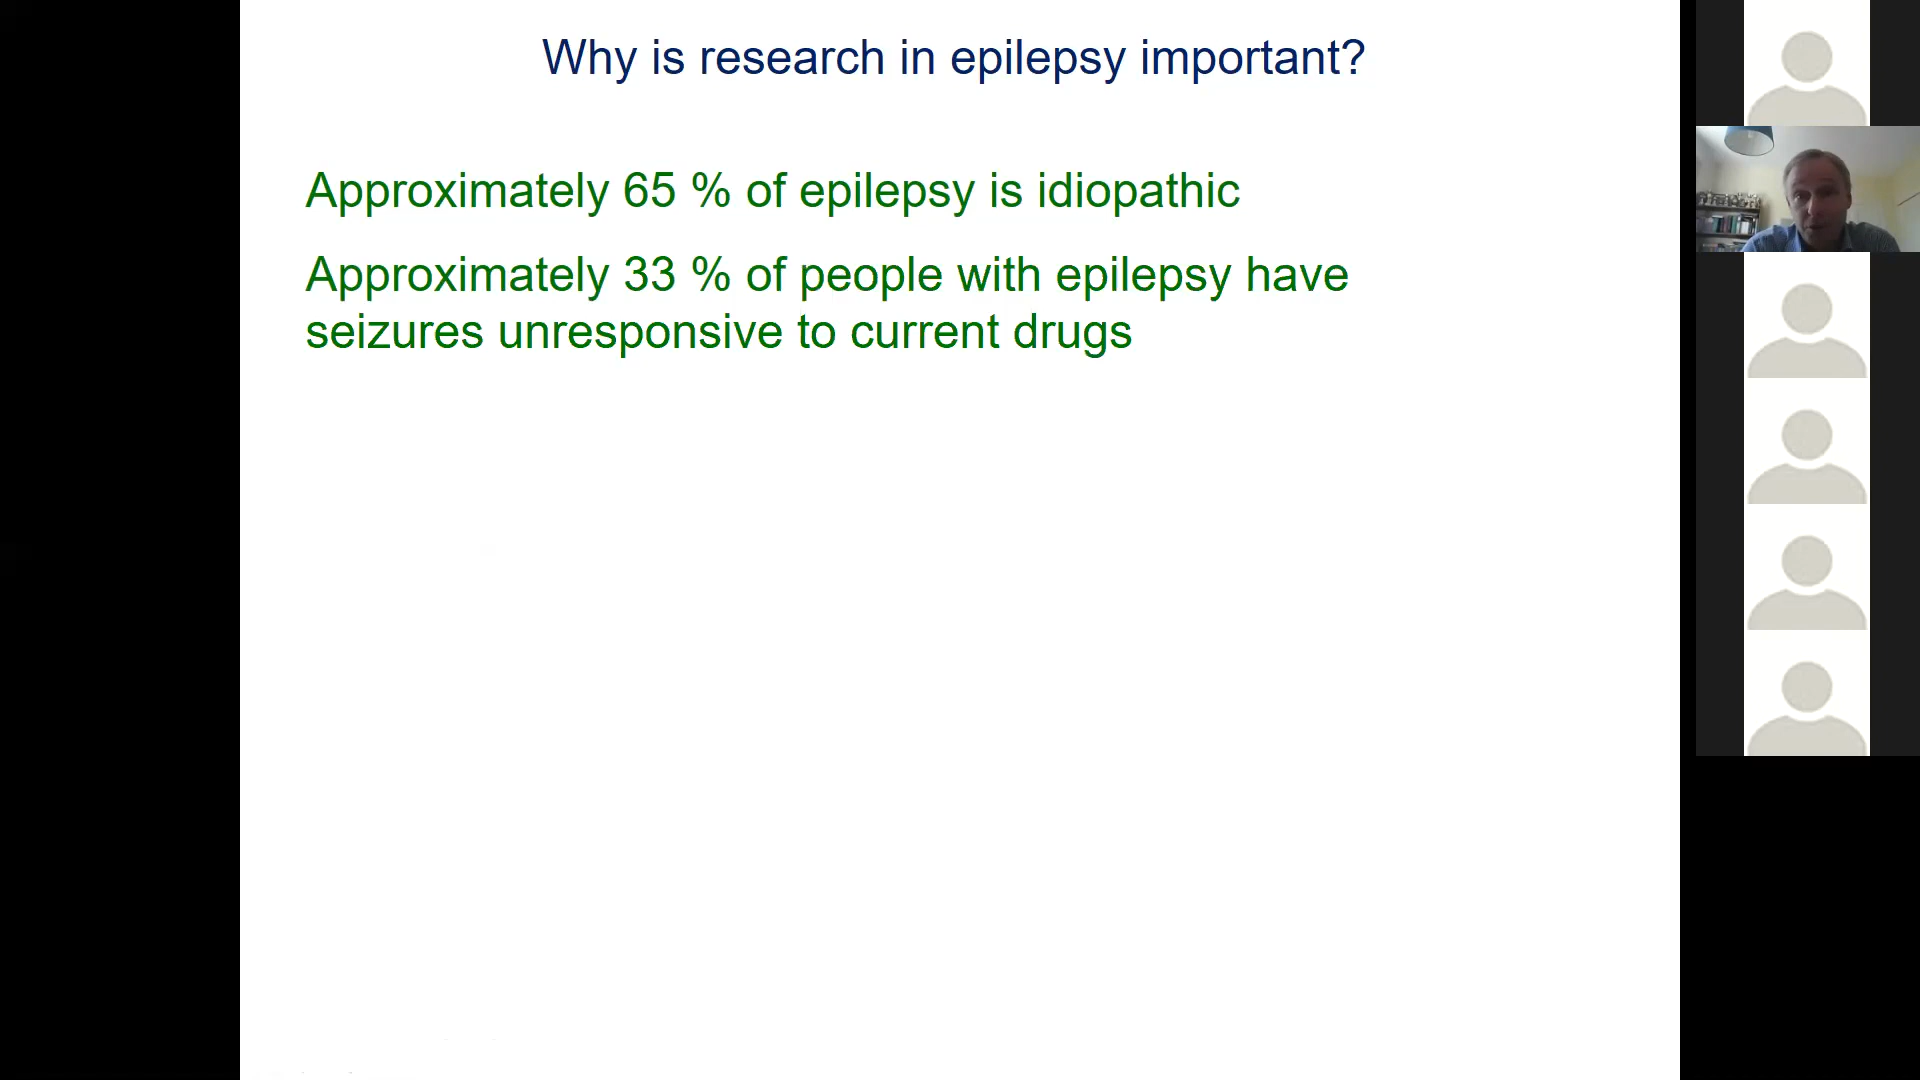 Why is research in epilepsy important?
Approximately 65 % of epilepsy is idiopathic
Approximately 33 % of people with epilepsy have
seizures unresponsive to current drugs